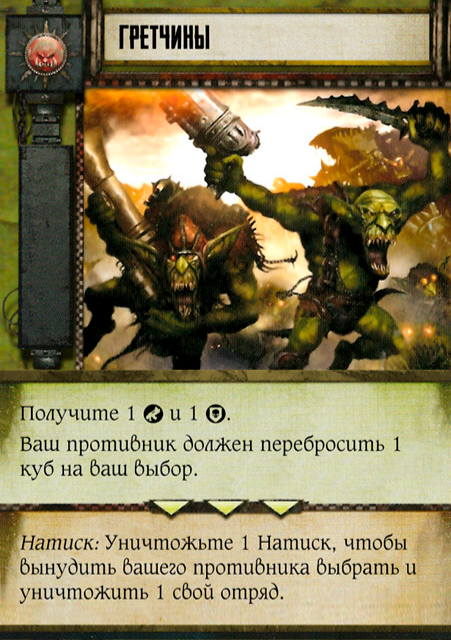 ГРЕТЧИНЫ
Получите 1 и 1 .
Ваш противник должен перебросить 1
куб на ваш выбор.
Натиск: Уничтожьте 1 Натиск, чтобы
вынудить вашего противника выбрать и
уничтожить 1 свой отряд.